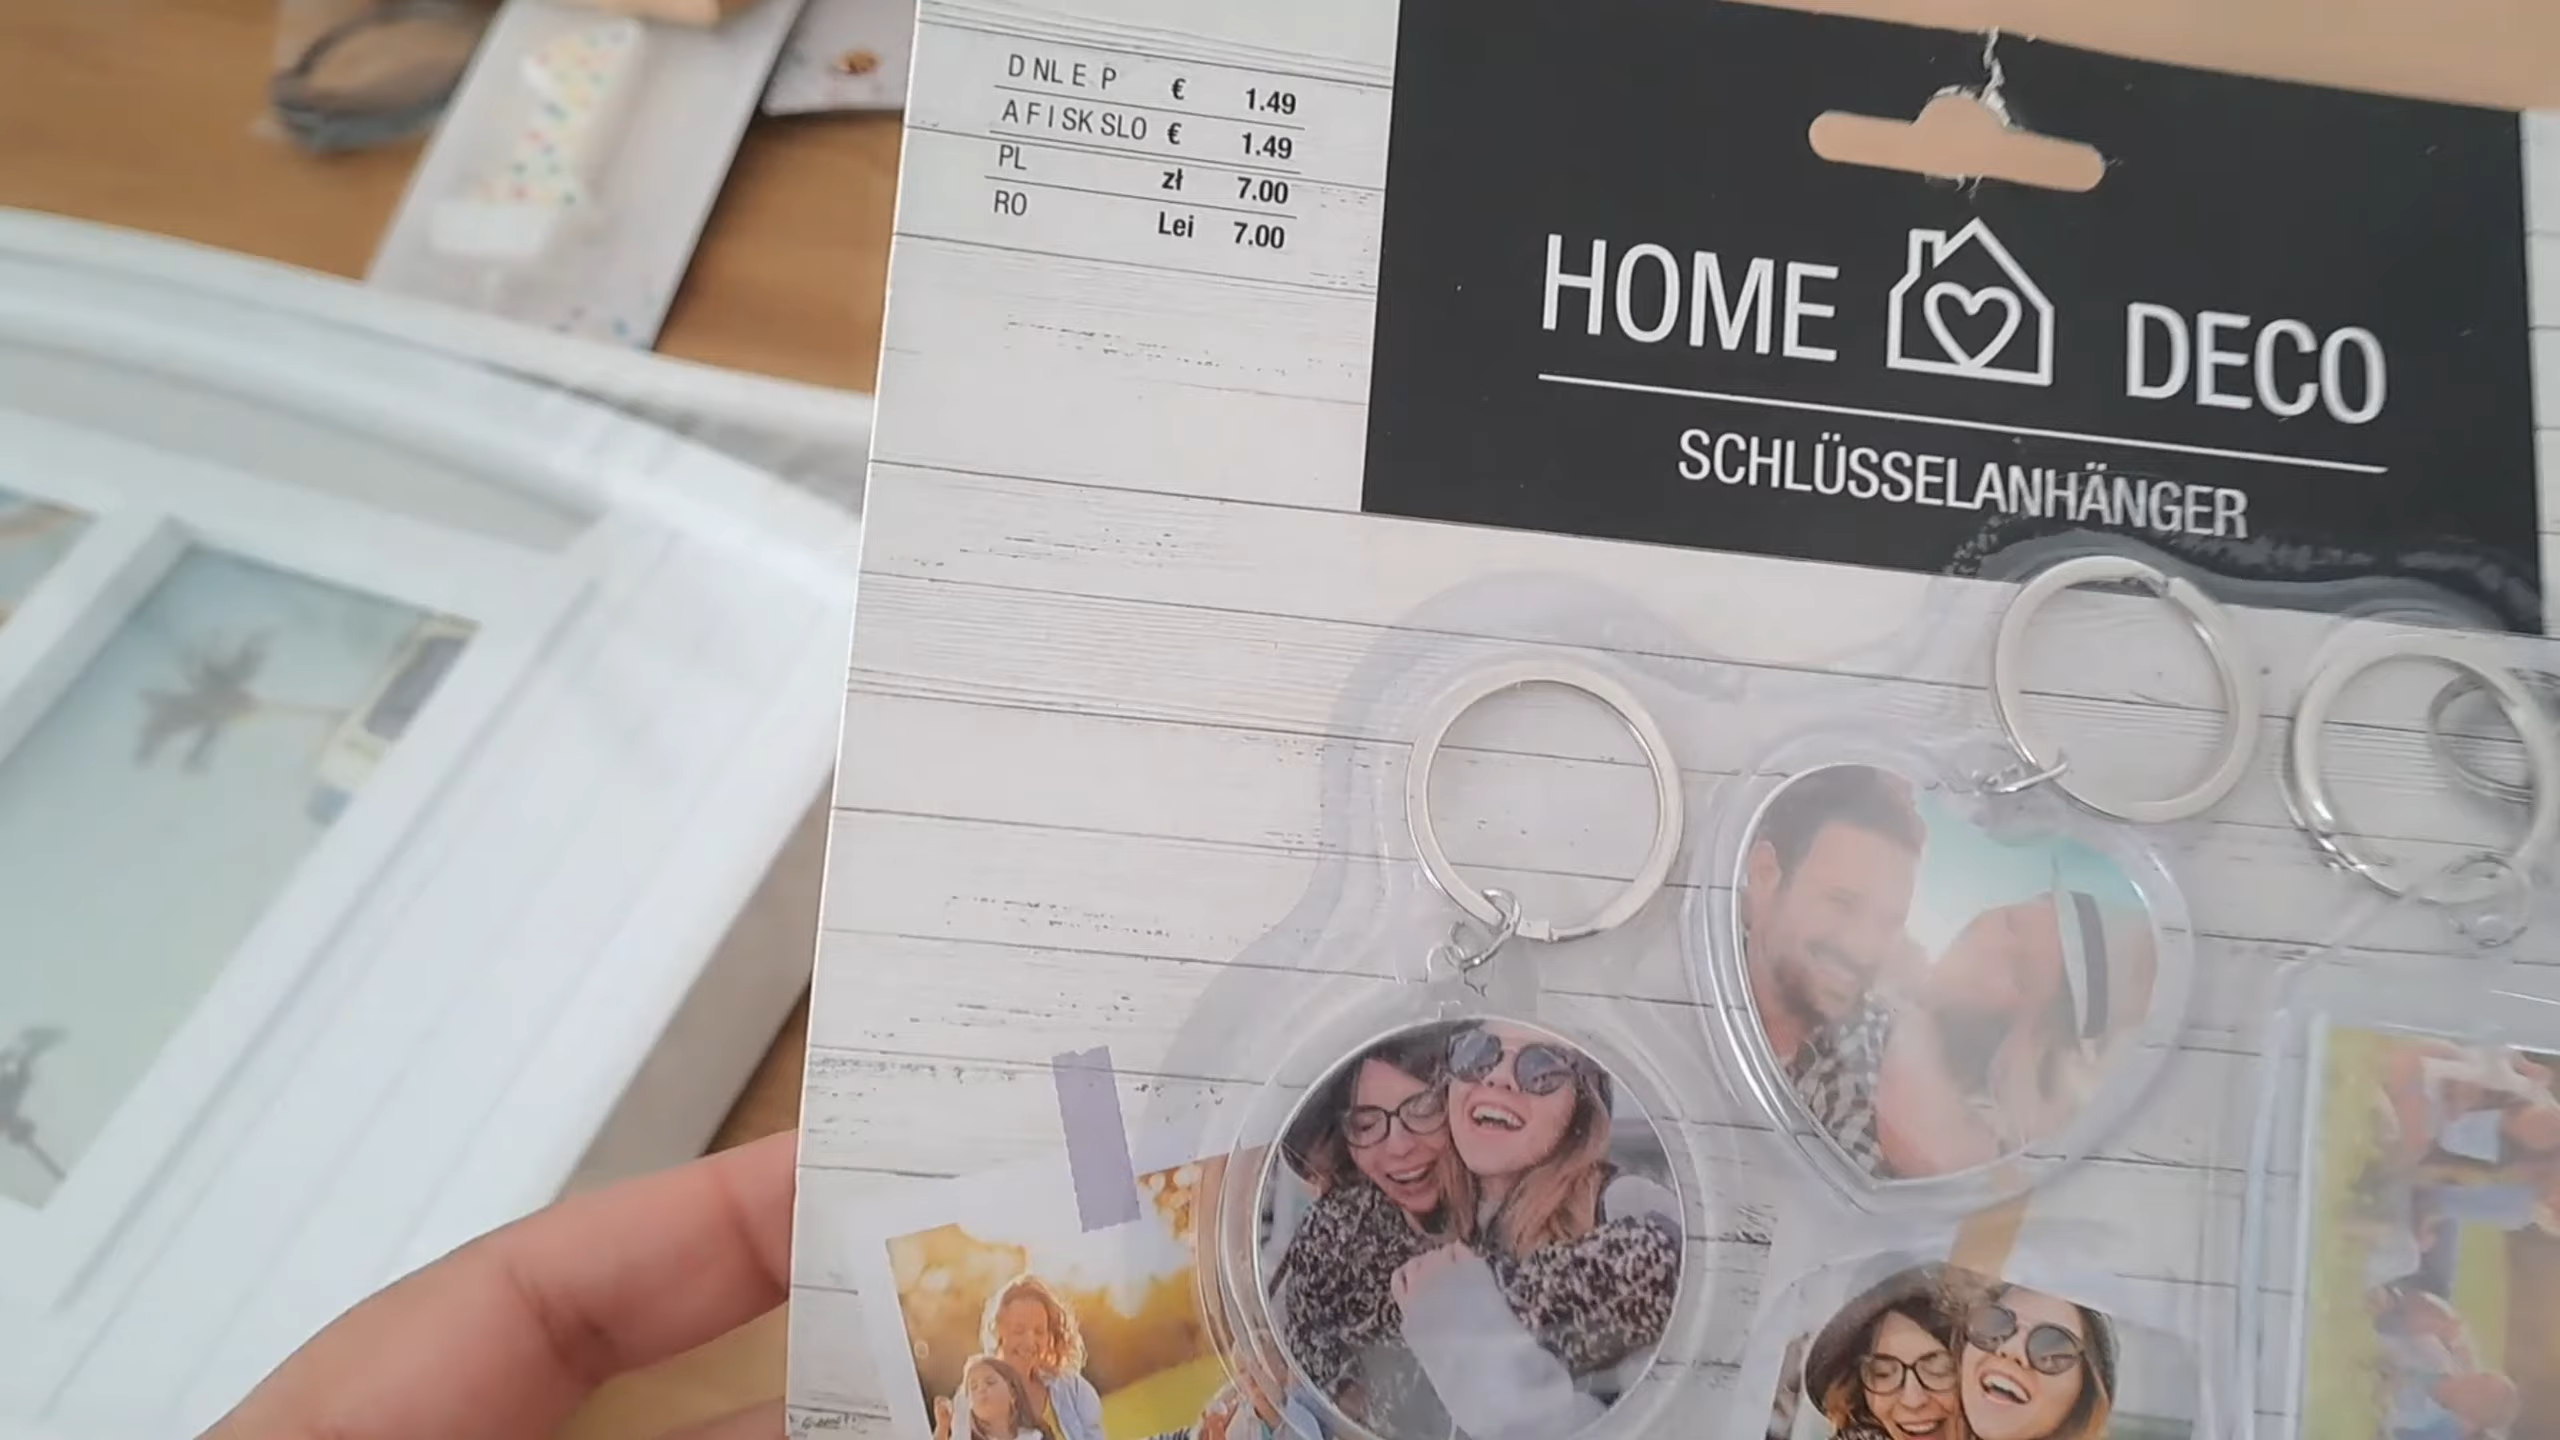 D NL E P € 1.49
A F I SK SLO € 1.49
PL zł 7.00
RO Lei 7.00
HOME DECO
SCHLÜSSELANHÄNGER